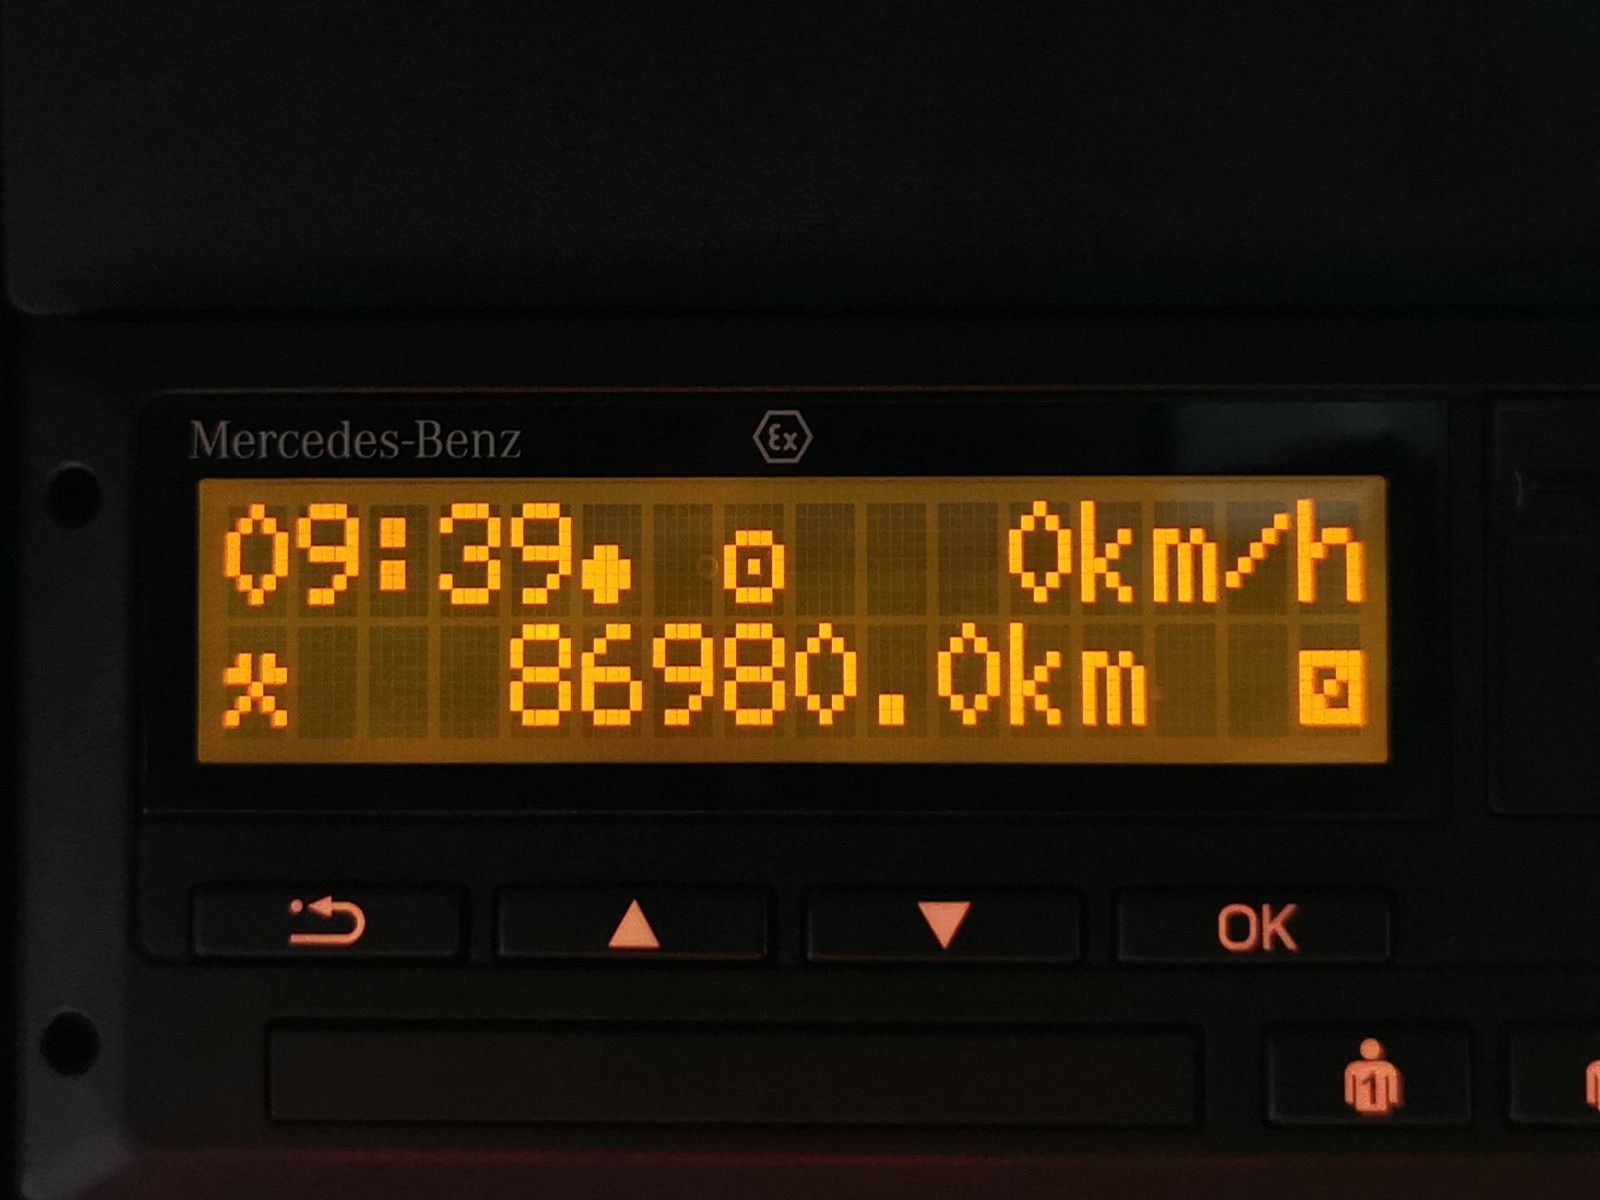 Mercedes-Benz
Ex
09:39 0km/h
86980.0km
OK
1